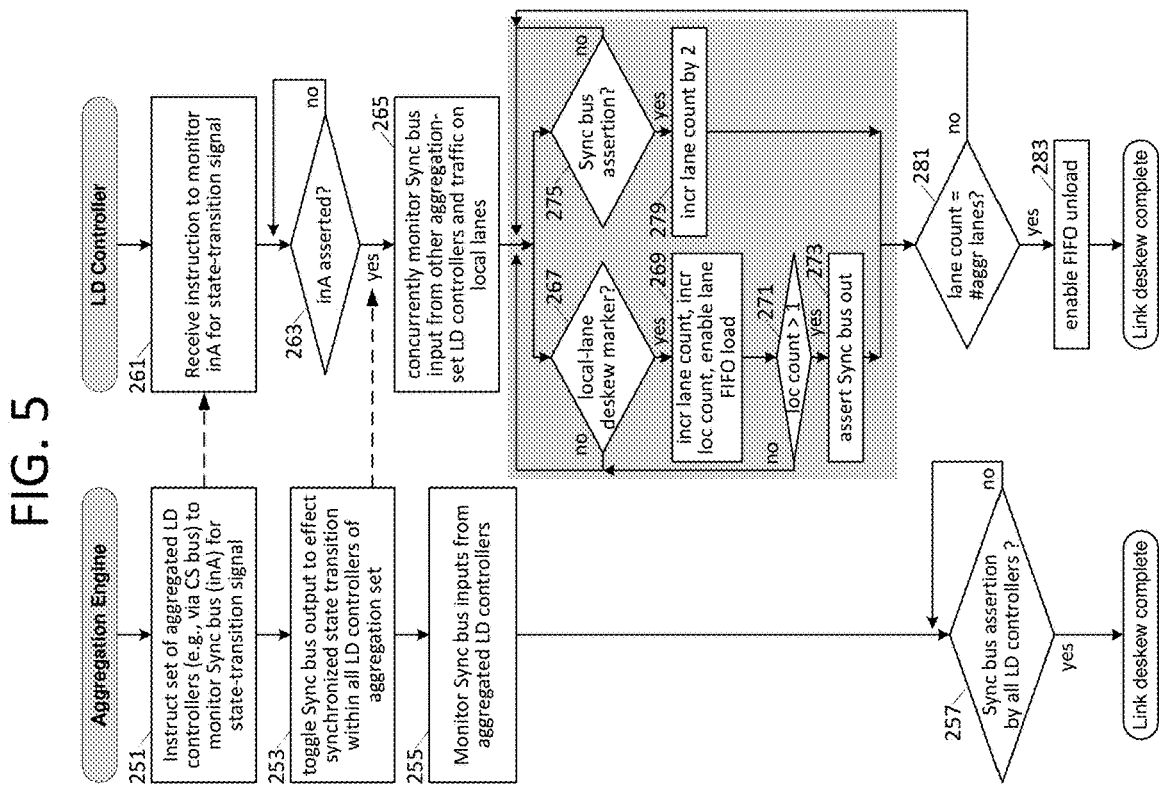 FIG. 5
Aggregation Engine
251
Instruct set of aggregated LD
controllers (e.g., via CS bus) to
monitor Sync bus (inA) for
state-transition signal
253
toggle Sync bus output to effect
synchronized state transition
within all LD controllers of
aggregation set
255
Monitor Sync bus inputs from
aggregated LD controllers
257
Sync bus assertion
by all LD controllers ?
no
yes
Link deskew complete
LD Controller
261
Receive instruction to monitor
inA for state-transition signal
263
inA asserted?
no
yes
265
concurrently monitor Sync bus
input from other aggregation-
set LD controllers and traffic on
local lanes
267
local-lane
deskew marker?
no
yes
269
incr lane count, incr
loc count, enable lane
FIFO load
271
loc count > 1
no
yes
273
assert Sync bus out
275
Sync bus
assertion?
no
yes
279
incr lane count by 2
281
lane count =
#aggr lanes?
no
yes
283
enable FIFO unload
Link deskew complete